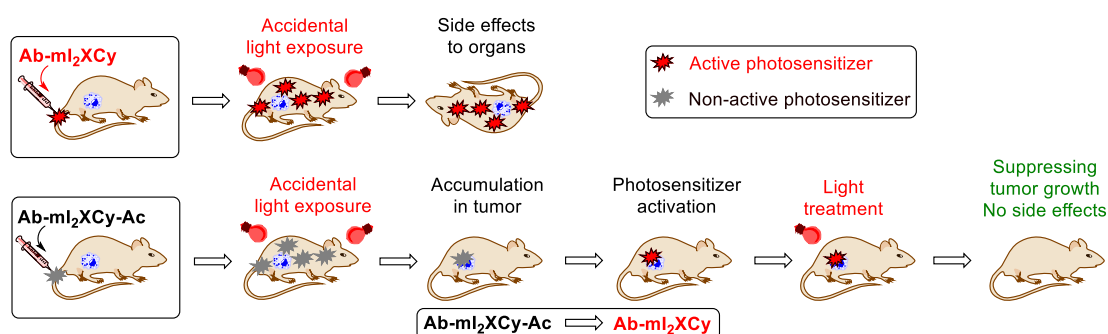 Ab-mI2XCy
Accidental
light exposure
Side effects
to organs
Active photosensitizer
Non-active photosensitizer
Ab-mI2XCy-Ac
Accidental
light exposure
Accumulation
in tumor
Photosensitizer
activation
Light
treatment
Suppressing
tumor growth
No side effects
Ab-mI2XCy-Ac Ab-mI2XCy